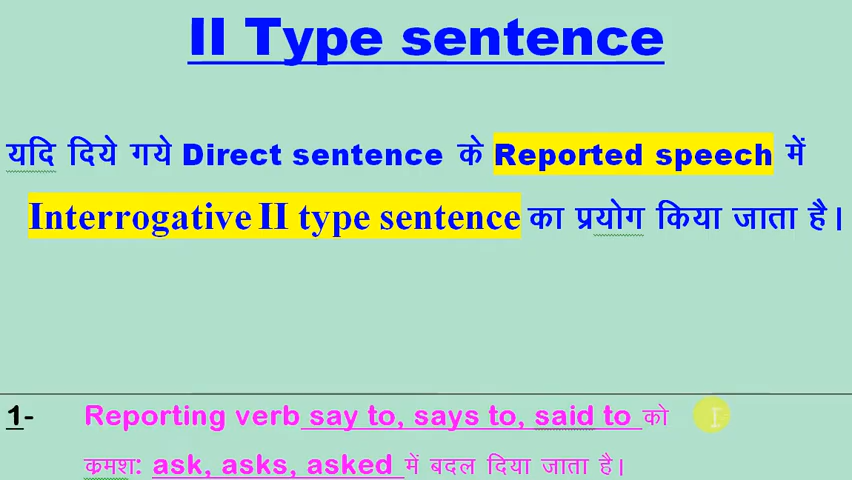 II Type sentence
यदि दिये गये Direct sentence के Reported speech में
Interrogative II type sentence का प्रयोग किया जाता है।
1- Reporting verb say to, says to, said to को
क्रमश: ask, asks, asked में बदल दिया जाता है।